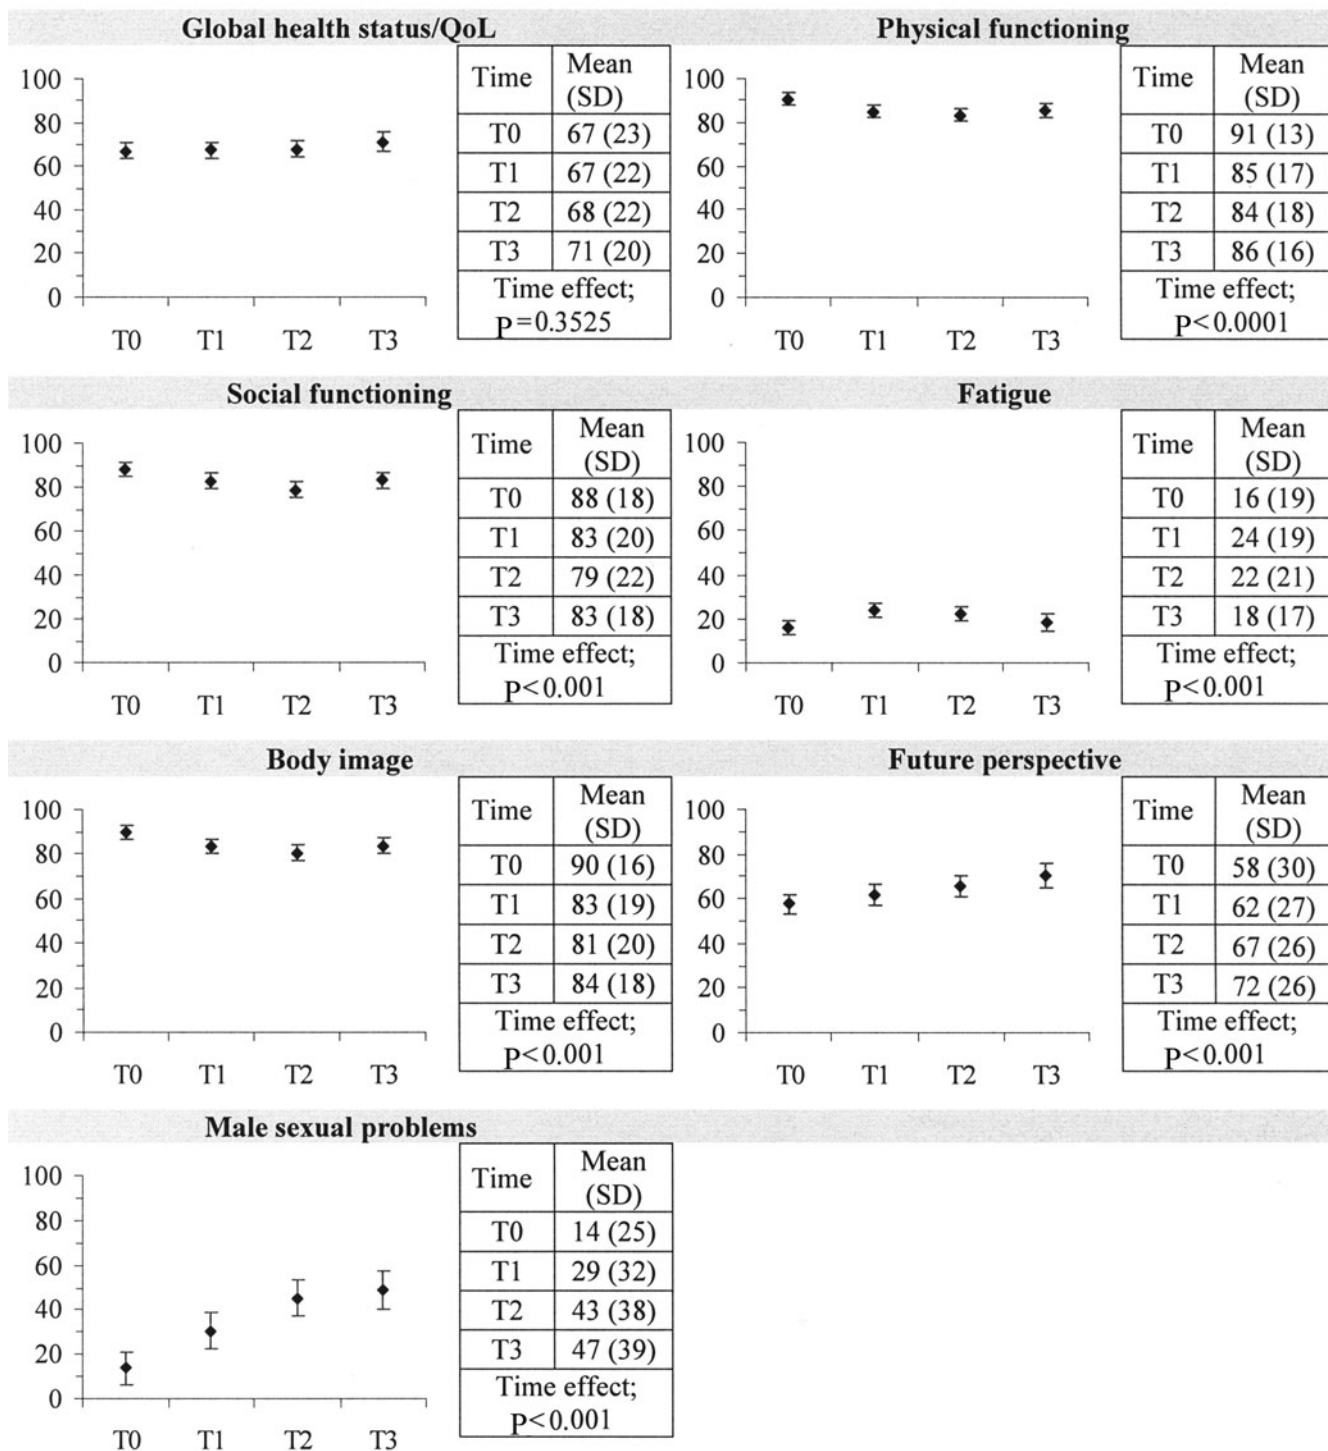 Global health status/QoL
100
80
60
40
20
0
T0 T1 T2 T3
Time Mean (SD)
T0 67 (23)
T1 67 (22)
T2 68 (22)
T3 71 (20)
Time effect;
P=0.3525
Physical functioning
100
80
60
40
20
0
T0 T1 T2 T3
Time Mean (SD)
T0 91 (13)
T1 85 (17)
T2 84 (18)
T3 86 (16)
Time effect;
P<0.0001
Social functioning
100
80
60
40
20
0
T0 T1 T2 T3
Time Mean (SD)
T0 88 (18)
T1 83 (20)
T2 79 (22)
T3 83 (18)
Time effect;
P<0.001
Fatigue
100
80
60
40
20
0
T0 T1 T2 T3
Time Mean (SD)
T0 16 (19)
T1 24 (19)
T2 22 (21)
T3 18 (17)
Time effect;
P<0.001
Body image
100
80
60
40
20
0
T0 T1 T2 T3
Time Mean (SD)
T0 90 (16)
T1 83 (19)
T2 81 (20)
T3 84 (18)
Time effect;
P<0.001
Future perspective
100
80
60
40
20
0
T0 T1 T2 T3
Time Mean (SD)
T0 58 (30)
T1 62 (27)
T2 67 (26)
T3 72 (26)
Time effect;
P<0.001
Male sexual problems
100
80
60
40
20
0
T0 T1 T2 T3
Time Mean (SD)
T0 14 (25)
T1 29 (32)
T2 43 (38)
T3 47 (39)
Time effect;
P<0.001